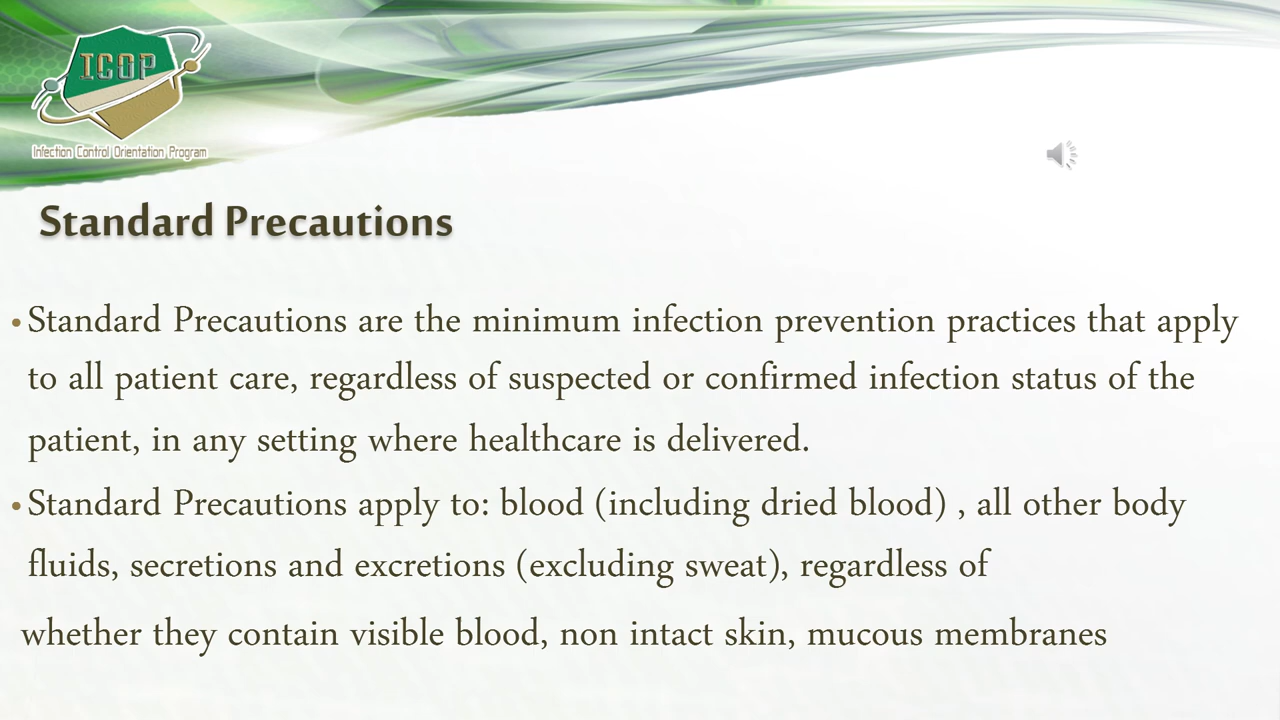 ICOP
Infection Control Orientation Program
Standard Precautions
• Standard Precautions are the minimum infection prevention practices that apply
to all patient care, regardless of suspected or confirmed infection status of the
patient, in any setting where healthcare is delivered.
• Standard Precautions apply to: blood (including dried blood) , all other body
fluids, secretions and excretions (excluding sweat), regardless of
whether they contain visible blood, non intact skin, mucous membranes